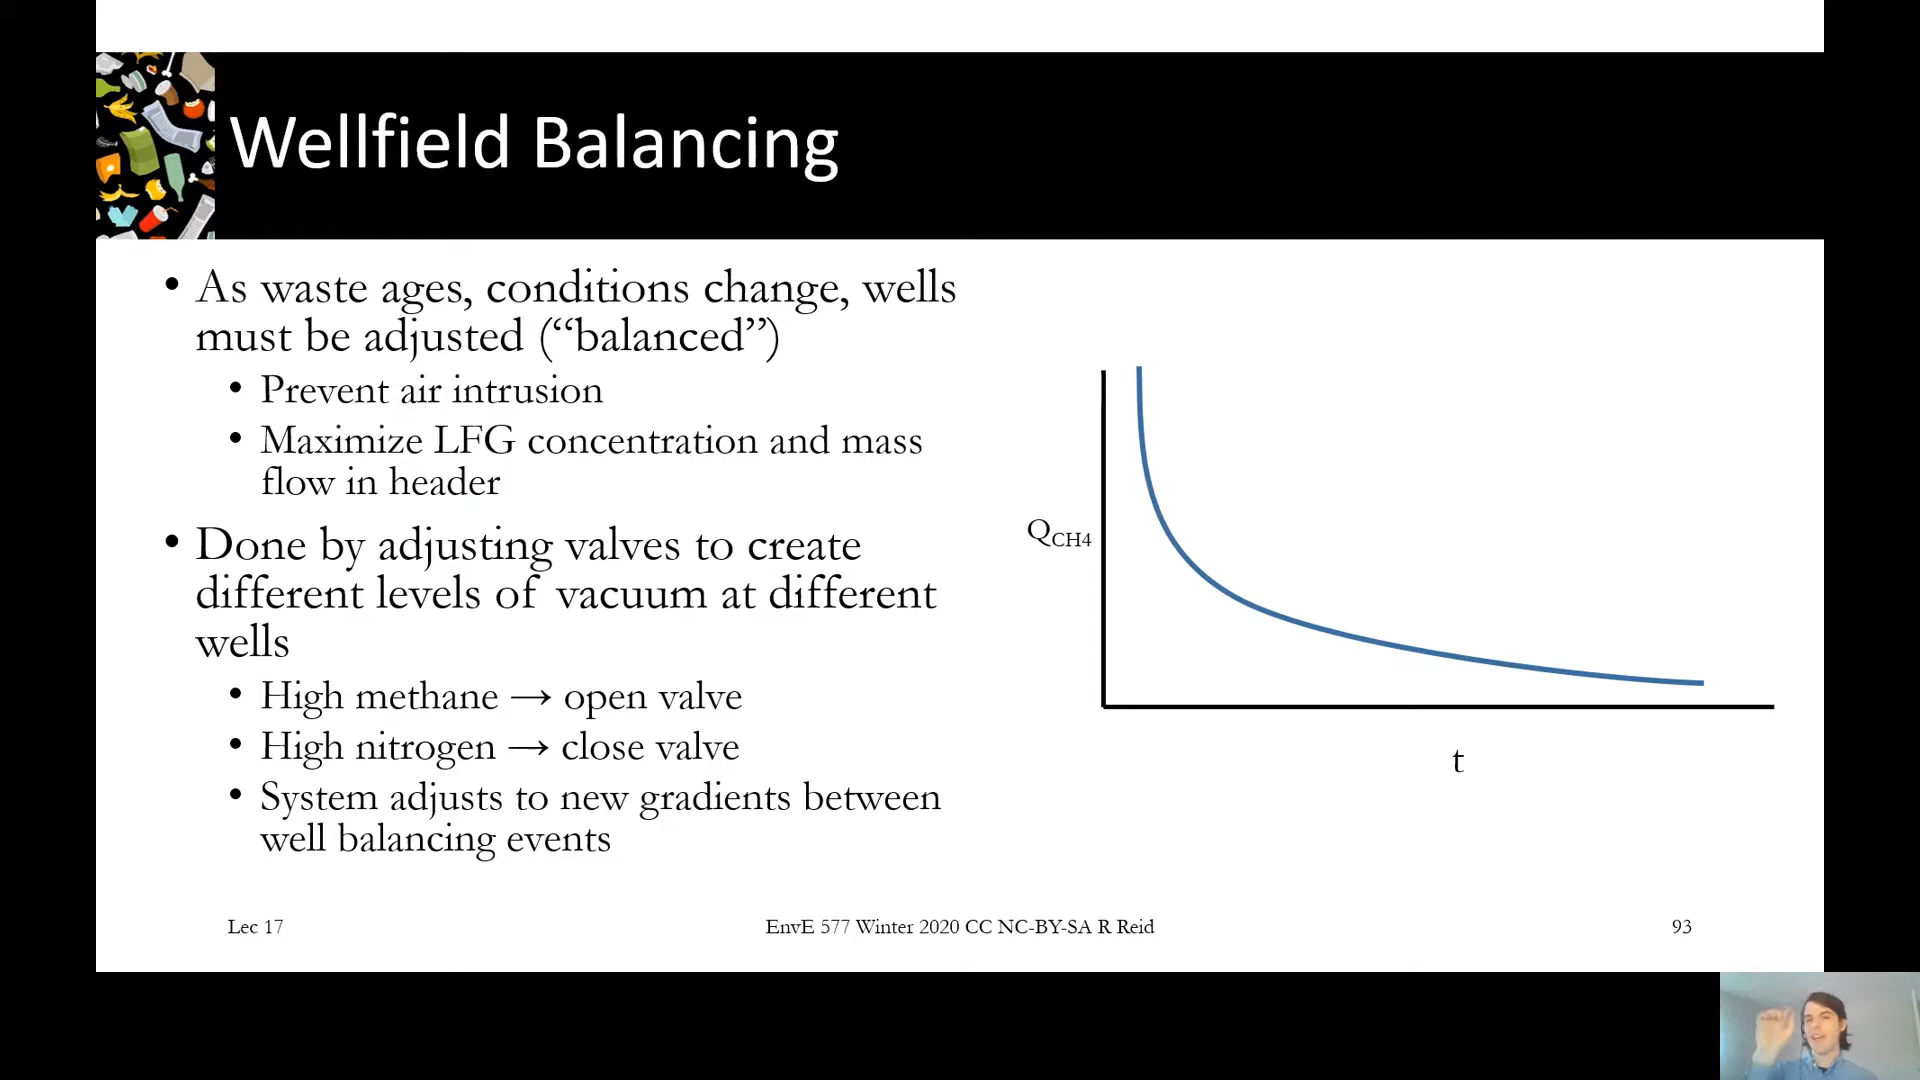 Wellfield Balancing
• As waste ages, conditions change, wells
must be adjusted (“balanced”)
• Prevent air intrusion
• Maximize LFG concentration and mass
flow in header
• Done by adjusting valves to create
different levels of vacuum at different
wells
• High methane → open valve
• High nitrogen → close valve
• System adjusts to new gradients between
well balancing events
QCH4
t
Lec 17
EnvE 577 Winter 2020 CC NC-BY-SA R Reid
93